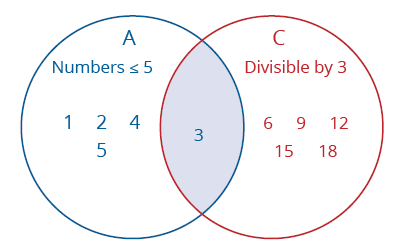 A C
Numbers ≤ 5 Divisible by 3
1 2 4 3 6 9 12
5 15 18